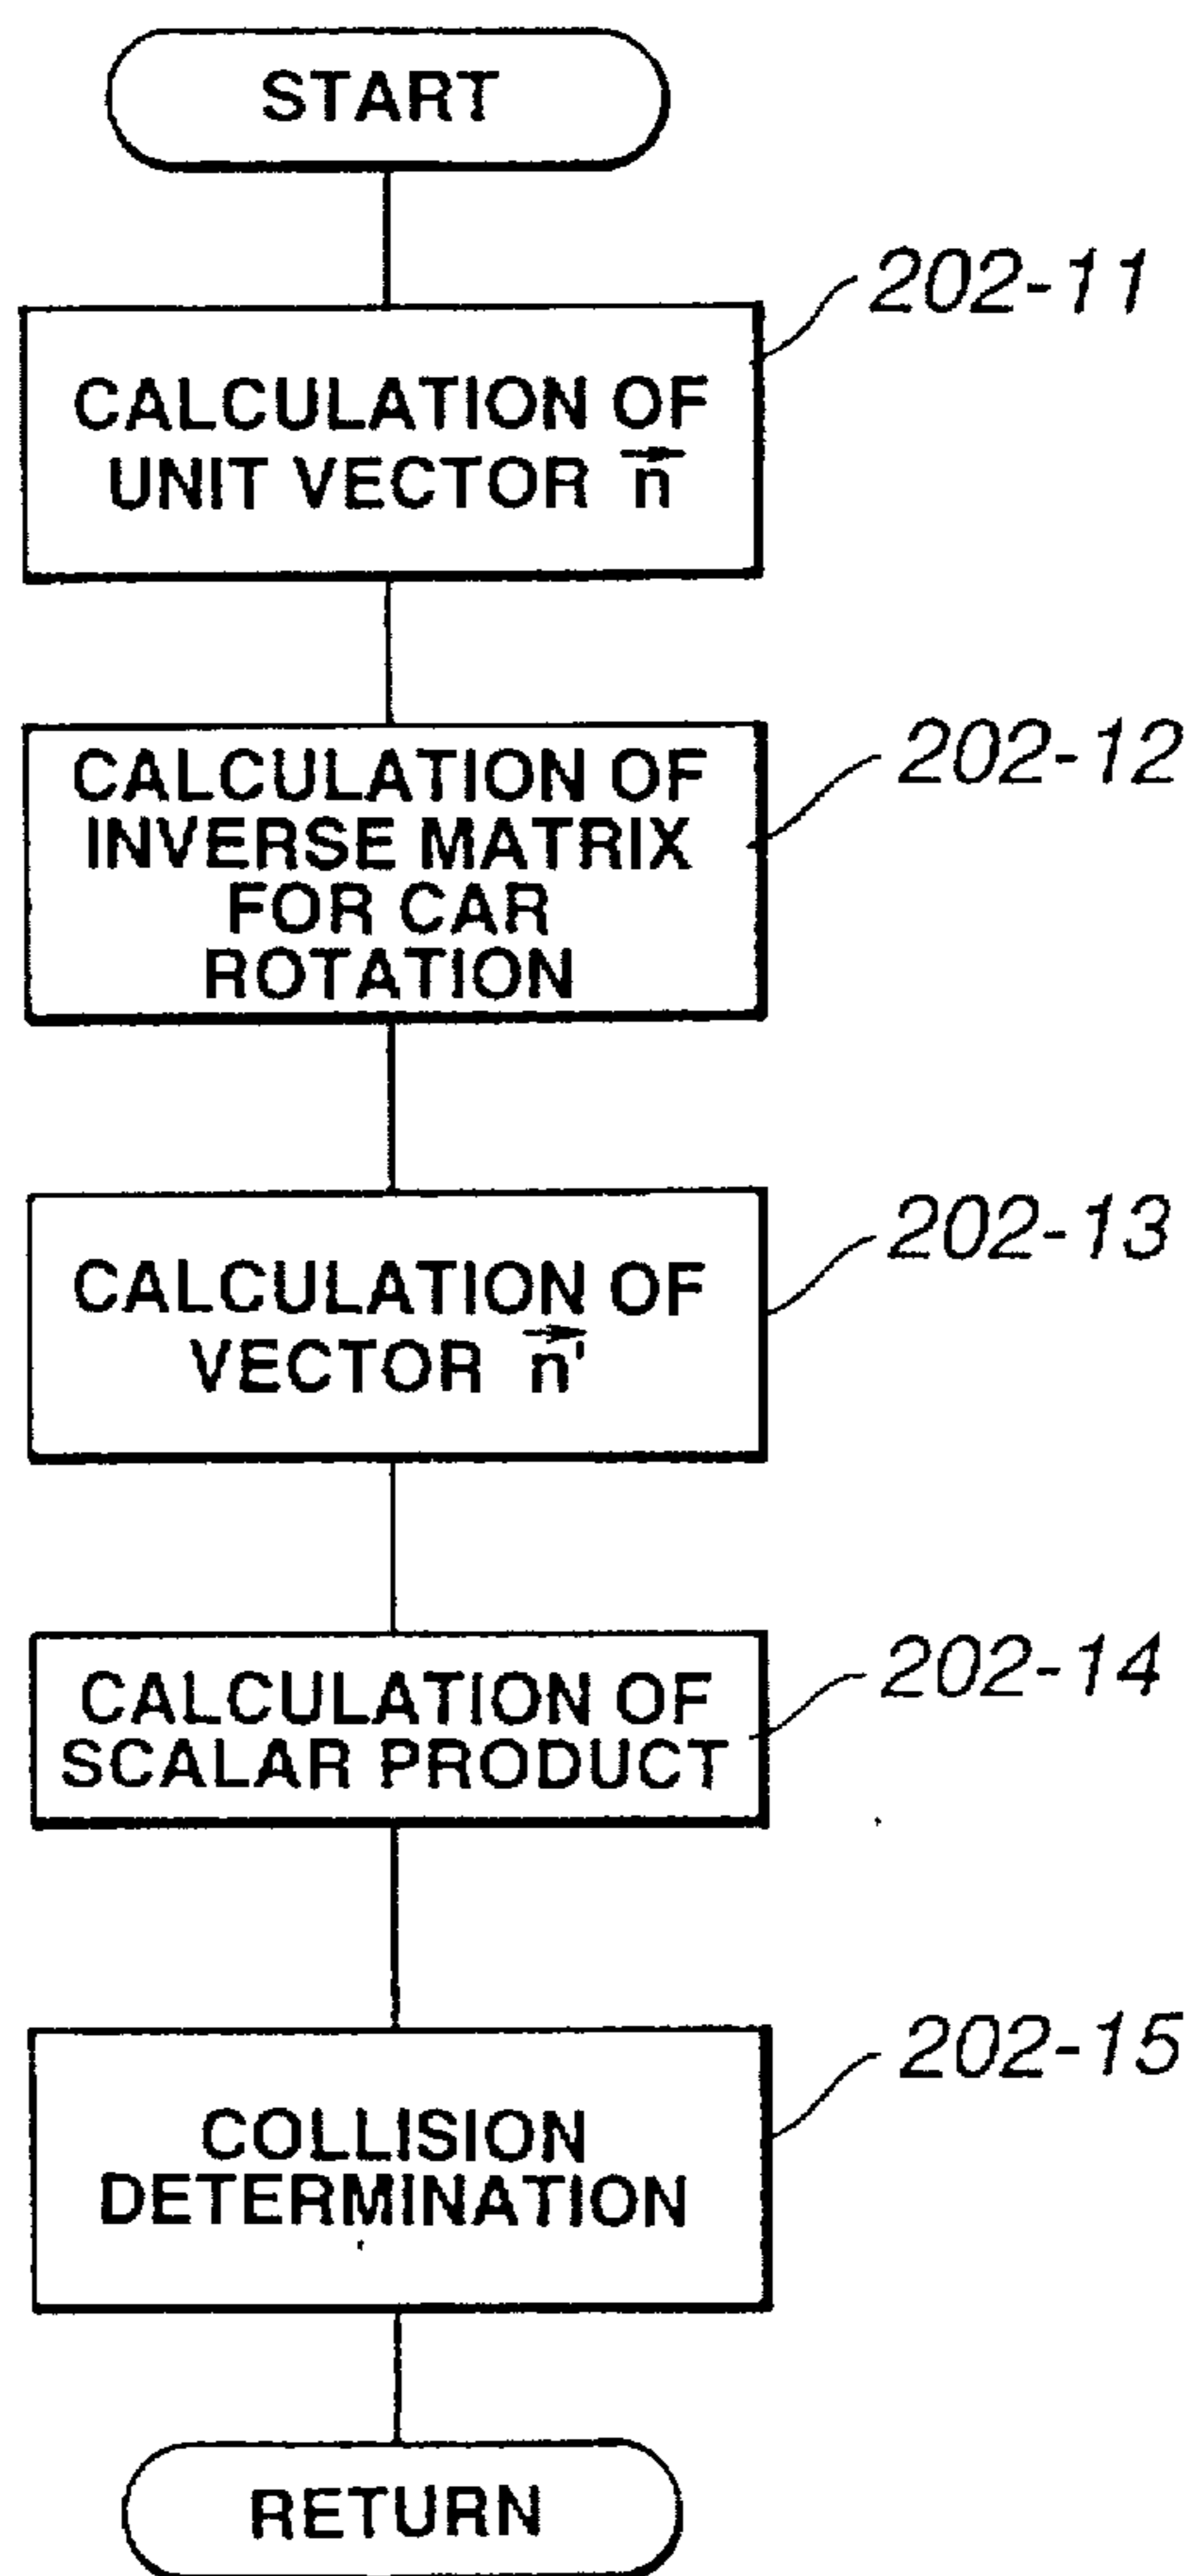 START
202-11
CALCULATION OF
UNIT VECTOR n⃗
202-12
CALCULATION OF
INVERSE MATRIX
FOR CAR
ROTATION
202-13
CALCULATION OF
VECTOR n⃗'
202-14
CALCULATION OF
SCALAR PRODUCT
202-15
COLLISION
DETERMINATION
RETURN